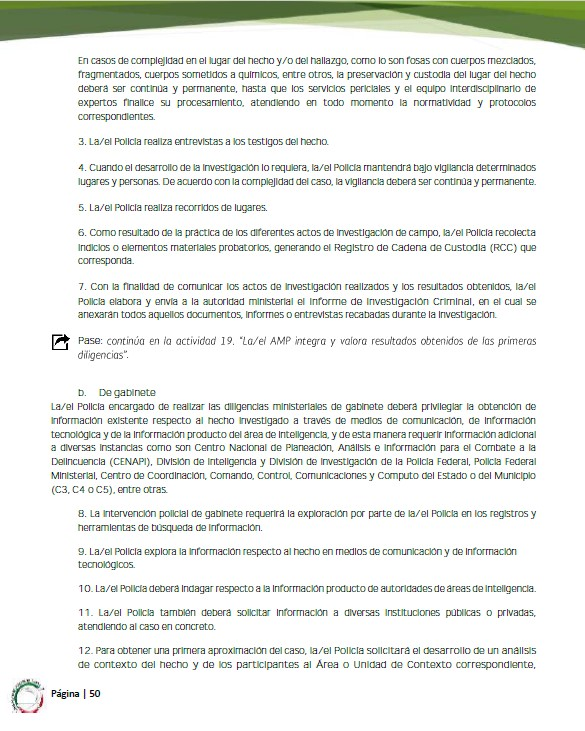 En casos de complejidad en el lugar del hecho y/o del hallazgo, como lo son fosas con cuerpos mezclados,
fragmentados, cuerpos sometidos a químicos, entre otros, la preservación y custodia del lugar del hecho
deberá ser continúa y permanente, hasta que los servicios periciales y el equipo interdisciplinario de
expertos finalice su procesamiento, atendiendo en todo momento la normatividad y protocolos
correspondientes.
3. La/el Policía realiza entrevistas a los testigos del hecho.
4. Cuando el desarrollo de la investigación lo requiera, la/el Policía mantendrá bajo vigilancia determinados
lugares y personas. De acuerdo con la complejidad del caso, la vigilancia deberá ser continúa y permanente.
5. La/el Policía realiza recorridos de lugares.
6. Como resultado de la práctica de los diferentes actos de investigación de campo, la/el Policía recolecta
indicios o elementos materiales probatorios, generando el Registro de Cadena de Custodia (RCC) que
corresponda.
7. Con la finalidad de comunicar los actos de investigación realizados y los resultados obtenidos, la/el
Policía elabora y envía a la autoridad ministerial el Informe de Investigación Criminal, en el cual se
anexarán todos aquellos documentos, informes o entrevistas recabadas durante la investigación.
Pase: continúa en la actividad 19. "La/el AMP integra y valora resultados obtenidos de las primeras
diligencias".
b. De gabinete
La/el Policía encargado de realizar las diligencias ministeriales de gabinete deberá privilegiar la obtención de
información existente respecto al hecho investigado a través de medios de comunicación, de información
tecnológica y de la información producto del área de inteligencia, y de esta manera requerir información adicional
a diversas instancias como son Centro Nacional de Planeación, Análisis e Información para el Combate a la
Delincuencia (CENAPI), División de Inteligencia y División de Investigación de la Policía Federal, Policía Federal
Ministerial, Centro de Coordinación, Comando, Control, Comunicaciones y Computo del Estado o del Municipio
(C3, C4 o C5), entre otras.
8. La intervención policial de gabinete requerirá la exploración por parte de la/el Policía en los registros y
herramientas de búsqueda de información.
9. La/el Policía explora la información respecto al hecho en medios de comunicación y de información
tecnológicos.
10. La/el Policía deberá indagar respecto a la información producto de autoridades de áreas de inteligencia.
11. La/el Policía también deberá solicitar información a diversas instituciones públicas o privadas,
atendiendo al caso en concreto.
12. Para obtener una primera aproximación del caso, la/el Policía solicitará el desarrollo de un análisis
de contexto del hecho y de los participantes al Área o Unidad de Contexto correspondiente,
Página | 50